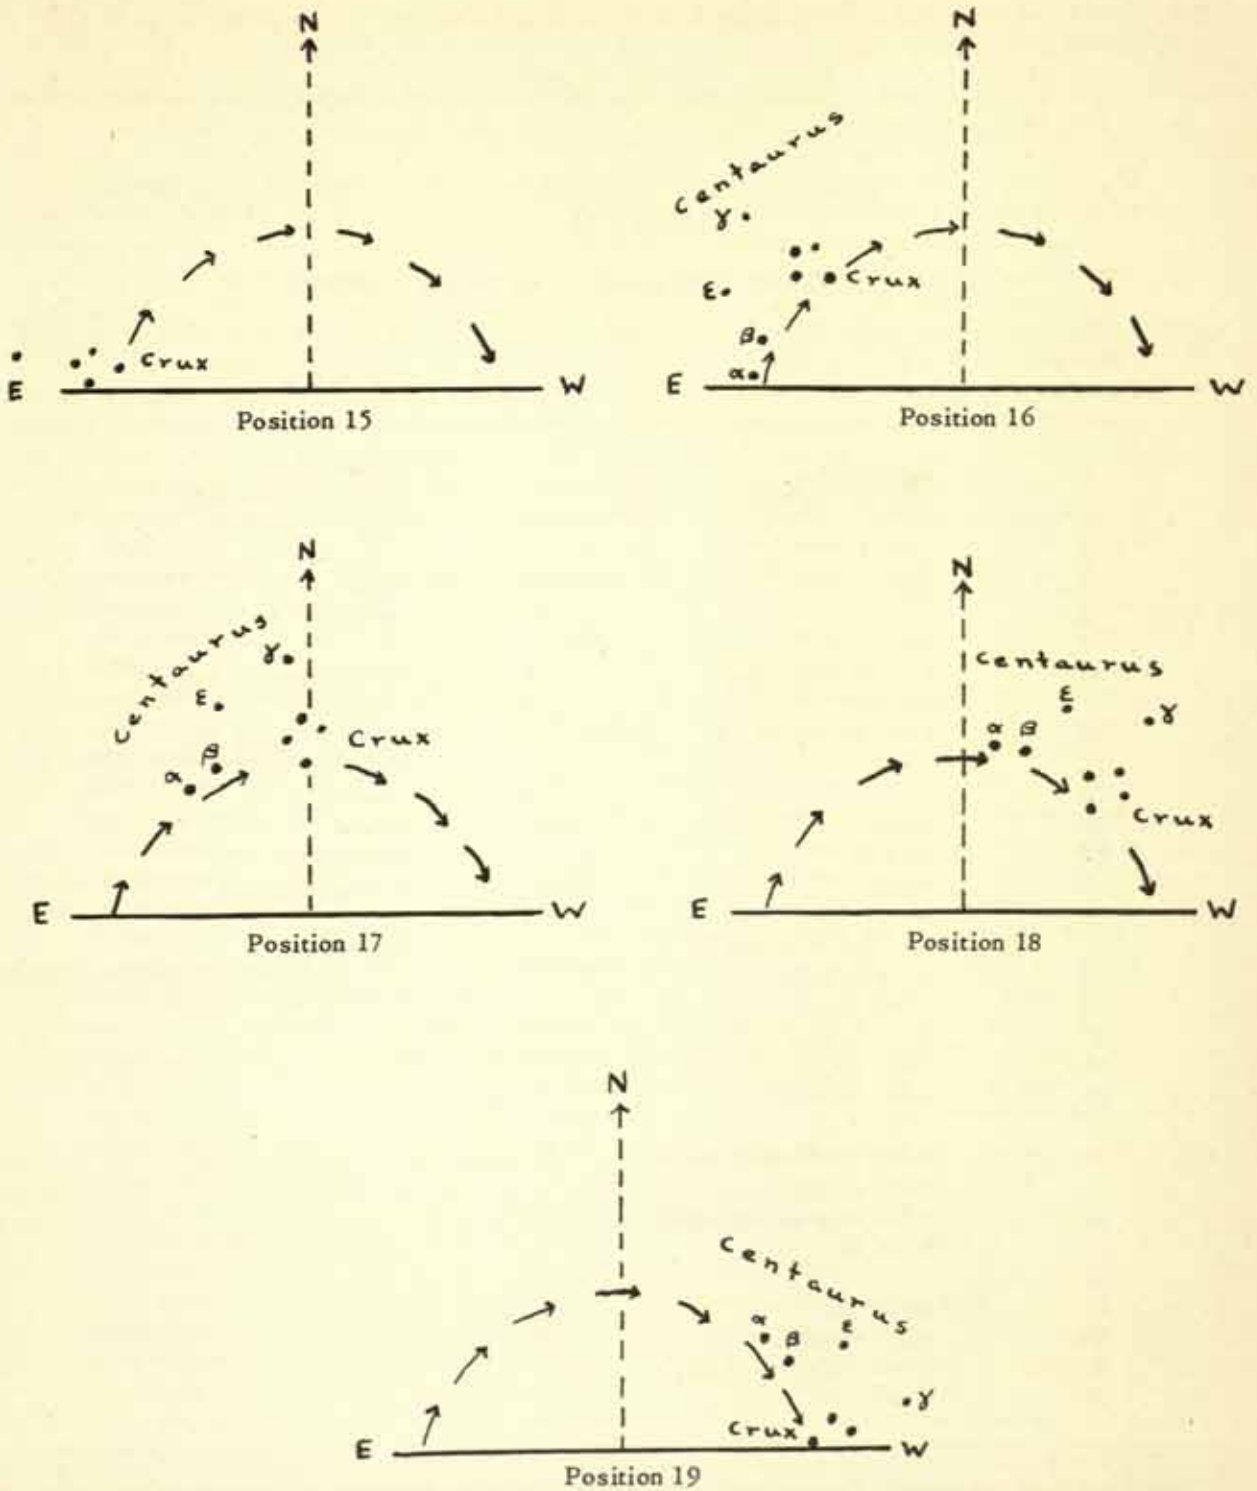 N
Crux
E W
Position 15
N
Centaurus
γ
Crux
ε
β
α
E W
Position 16
N
Centaurus
γ
ε
Crux
β
α
E W
Position 17
N
Centaurus
ε
γ
α β
Crux
E W
Position 18
N
Centaurus
α
β
ε
γ
Crux
E W
Position 19